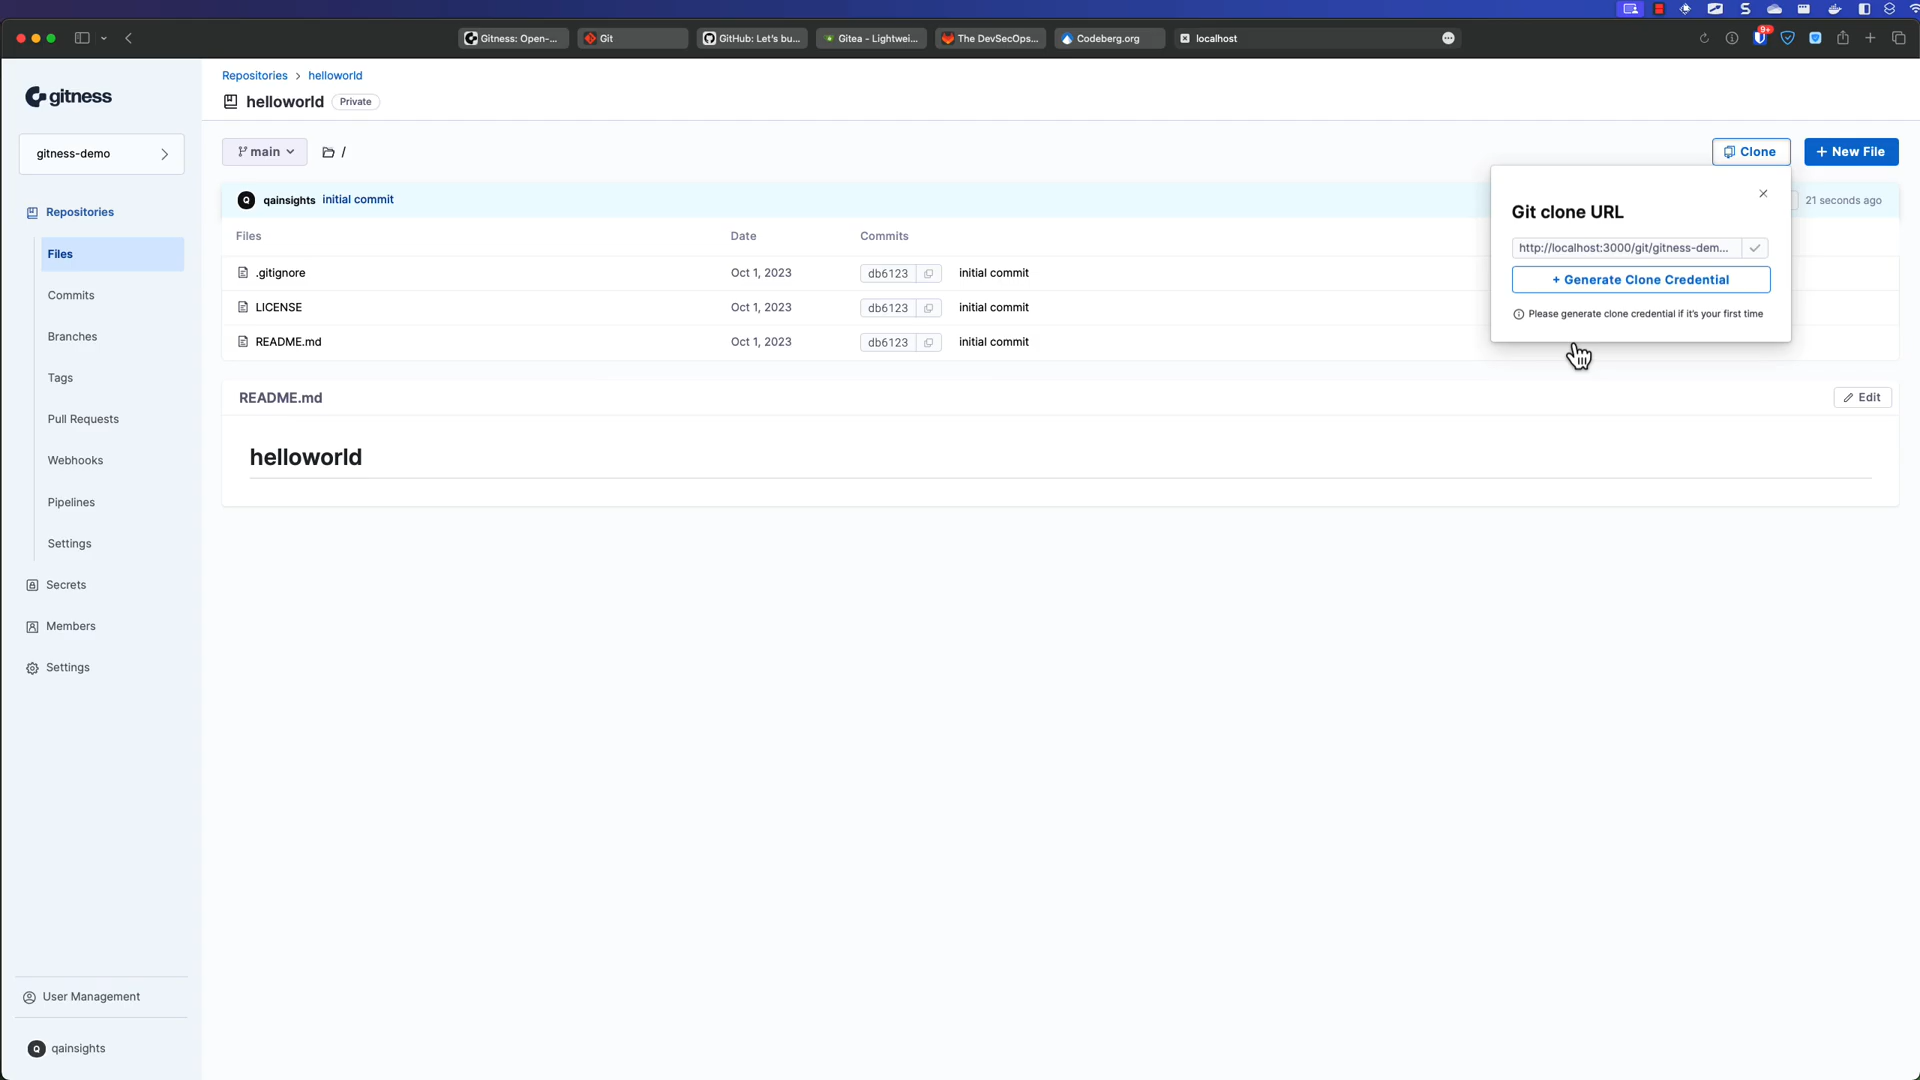 Gitness: Open-...
Git
GitHub: Let's bu...
Gitea - Lightwei...
The DevSecOps...
Codeberg.org
localhost
9+
gitness
Repositories > helloworld
helloworld Private
gitness-demo
main /
Clone
+ New File
Repositories
Files
Commits
Branches
Tags
Pull Requests
Webhooks
Pipelines
Settings
Secrets
Members
Settings
User Management
Q qainsights
Q qainsights initial commit
21 seconds ago
Files Date Commits
.gitignore Oct 1, 2023 db6123 initial commit
LICENSE Oct 1, 2023 db6123 initial commit
README.md Oct 1, 2023 db6123 initial commit
Git clone URL
http://localhost:3000/git/gitness-dem...
+ Generate Clone Credential
Please generate clone credential if it's your first time
README.md
Edit
helloworld